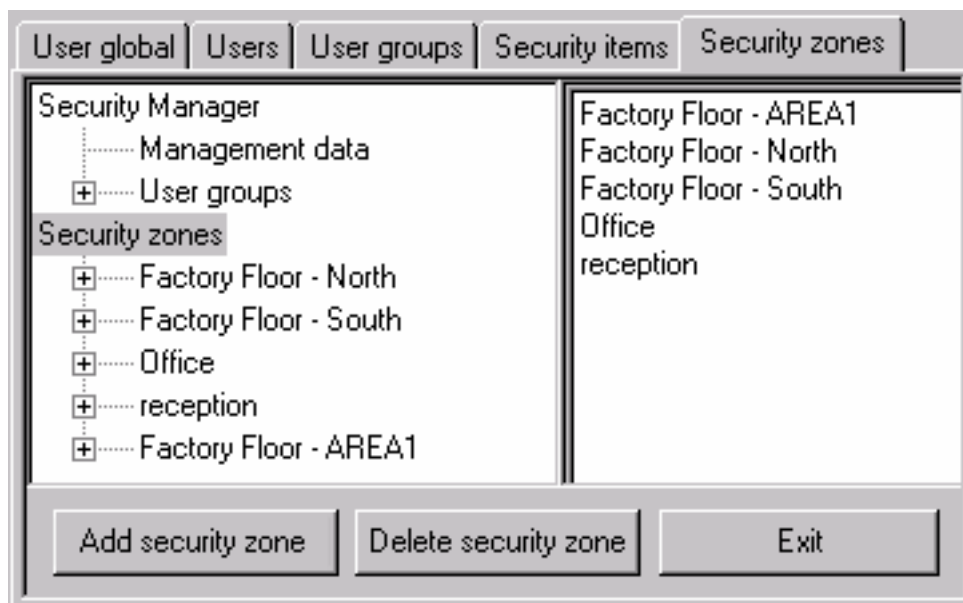 User global Users User groups Security items Security zones
Security Manager
Management data
User groups
Security zones
Factory Floor - North
Factory Floor - South
Office
reception
Factory Floor - AREA1
Factory Floor - AREA1
Factory Floor - North
Factory Floor - South
Office
reception
Add security zone Delete security zone Exit